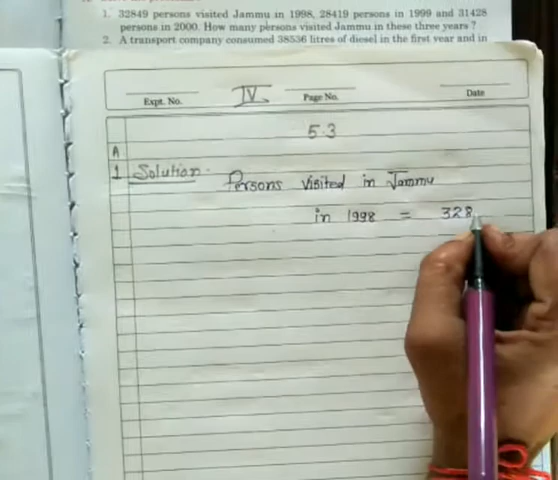 1. 32849 persons visited Jammu in 1998, 28419 persons in 1999 and 31428
persons in 2000. How many persons visited Jammu in these three years ?
2. A transport company consumed 38536 litres of diesel in the first year and in
Expt. No.
IV
Page No.
Date
5.3
A
1 Solution.
Persons visited in Jammu
in 1998 = 328